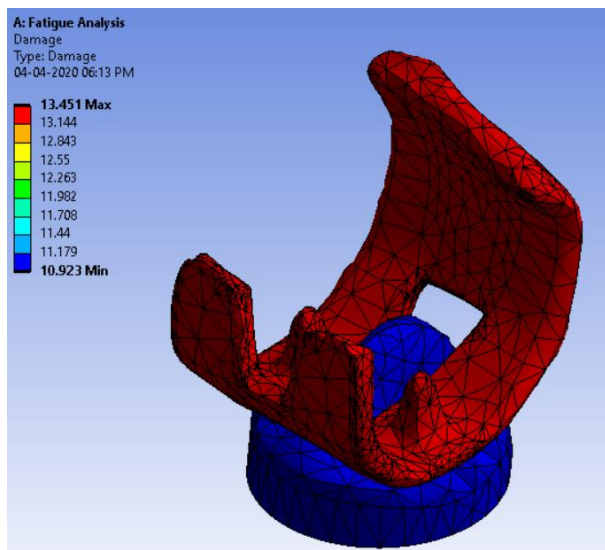 A: Fatigue Analysis
Damage
Type: Damage
04-04-2020 06:13 PM
13.451 Max
13.144
12.843
12.55
12.263
11.982
11.708
11.44
11.179
10.923 Min